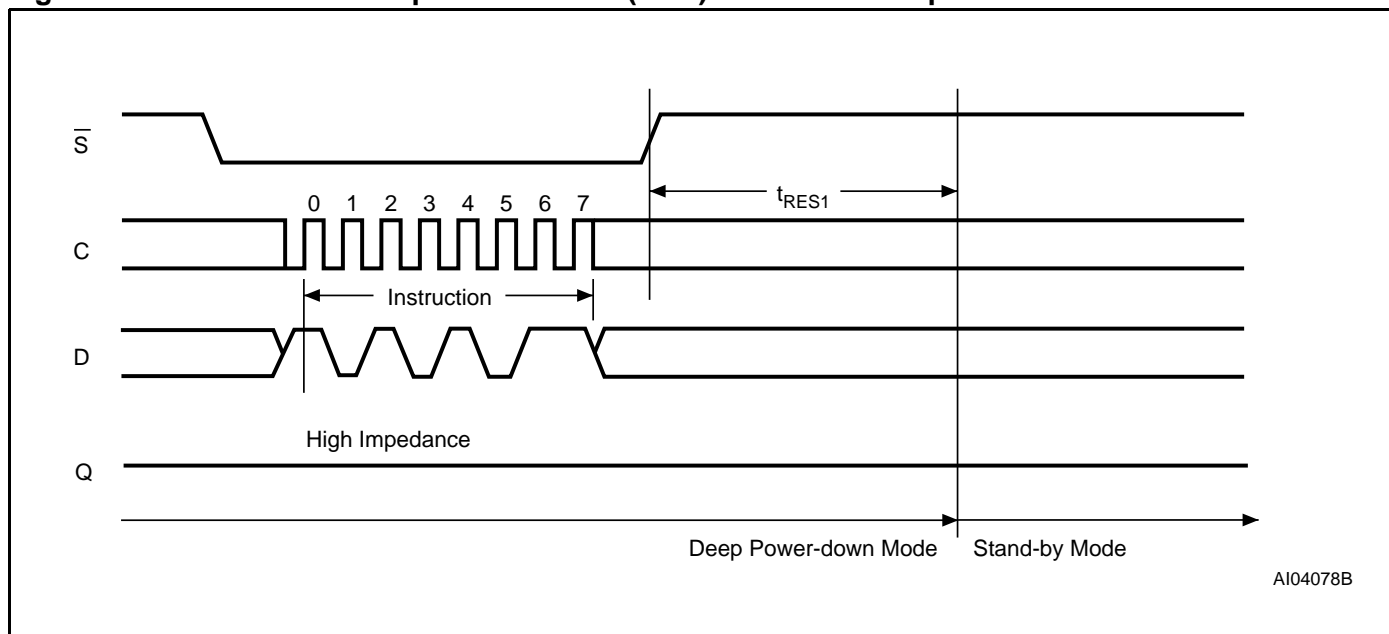 S̅
0 1 2 3 4 5 6 7
tRES1
C
Instruction
D
High Impedance
Q
Deep Power-down Mode
Stand-by Mode
AI04078B